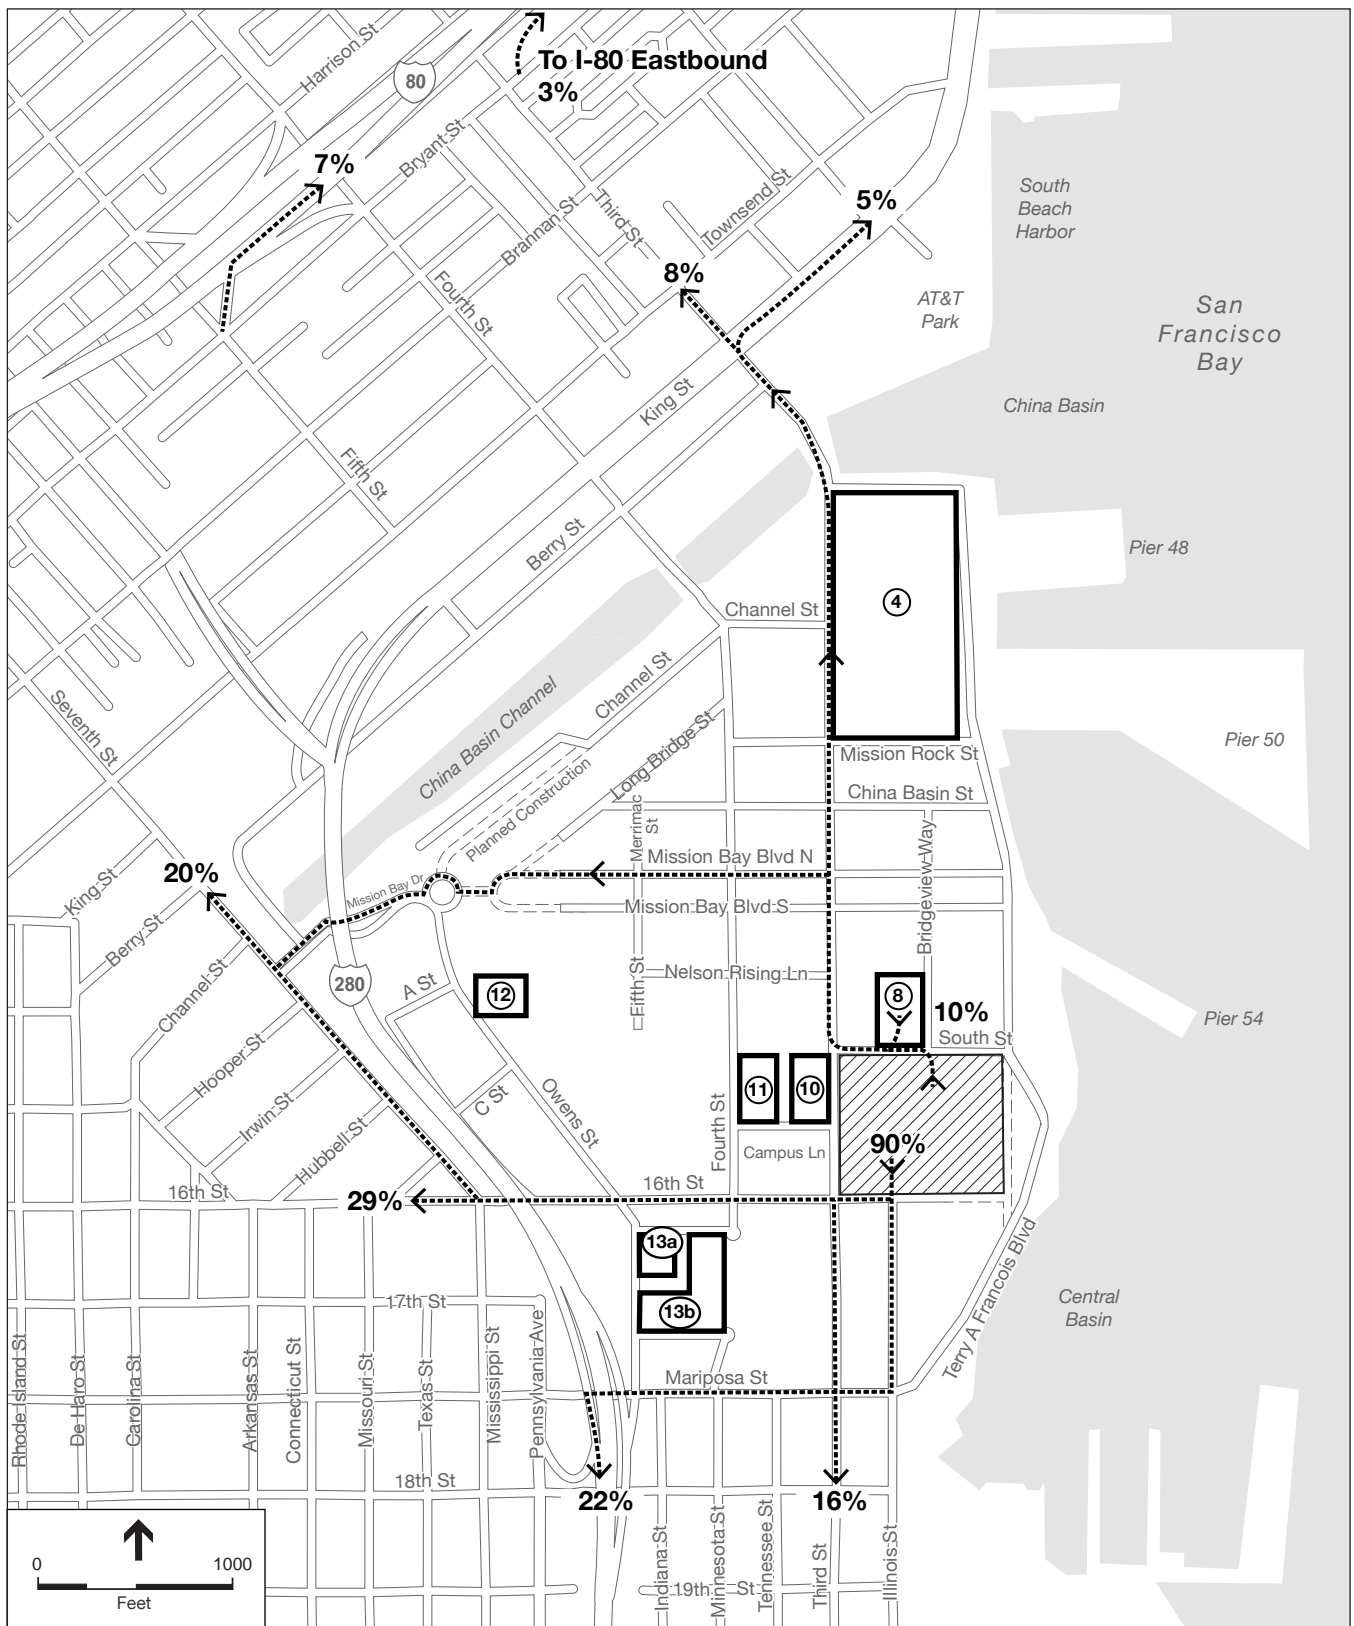 Harrison St
80
To I-80 Eastbound
3%
7%
Bryant St
Brannan St
Third St
Townsend St
5%
South
Beach
Harbor
8%
AT&T
Park
San
Francisco
Bay
Fourth St
King St
China Basin
Fifth St
Berry St
Pier 48
4
Channel St
Channel St
Seventh St
China Basin Channel
Long Bridge St
Planned Construction
Mission Rock St
Pier 50
China Basin St
Merrimac
St
Bridgeview Way
Mission Bay Blvd N
20%
King St
Mission Bay Dr
Mission Bay Blvd S
Berry St
Channel St
280
A St
12
Fifth St
Nelson Rising Ln
8
10%
South St
Pier 54
Hooper St
Irwin St
Hubbell St
C St
Owens St
11
10
Fourth St
Campus Ln
90%
16th St
29%
16th St
13a
13b
Terry A Francois Blvd
Central
Basin
17th St
Rhode Island St
De Haro St
Carolina St
Arkansas St
Connecticut St
Missouri St
Texas St
Mississippi St
Pennsylvania Ave
Mariposa St
18th St
22%
16%
Indiana St
Minnesota St
Tennessee St
Third St
Illinois St
19th St
0
1000
Feet